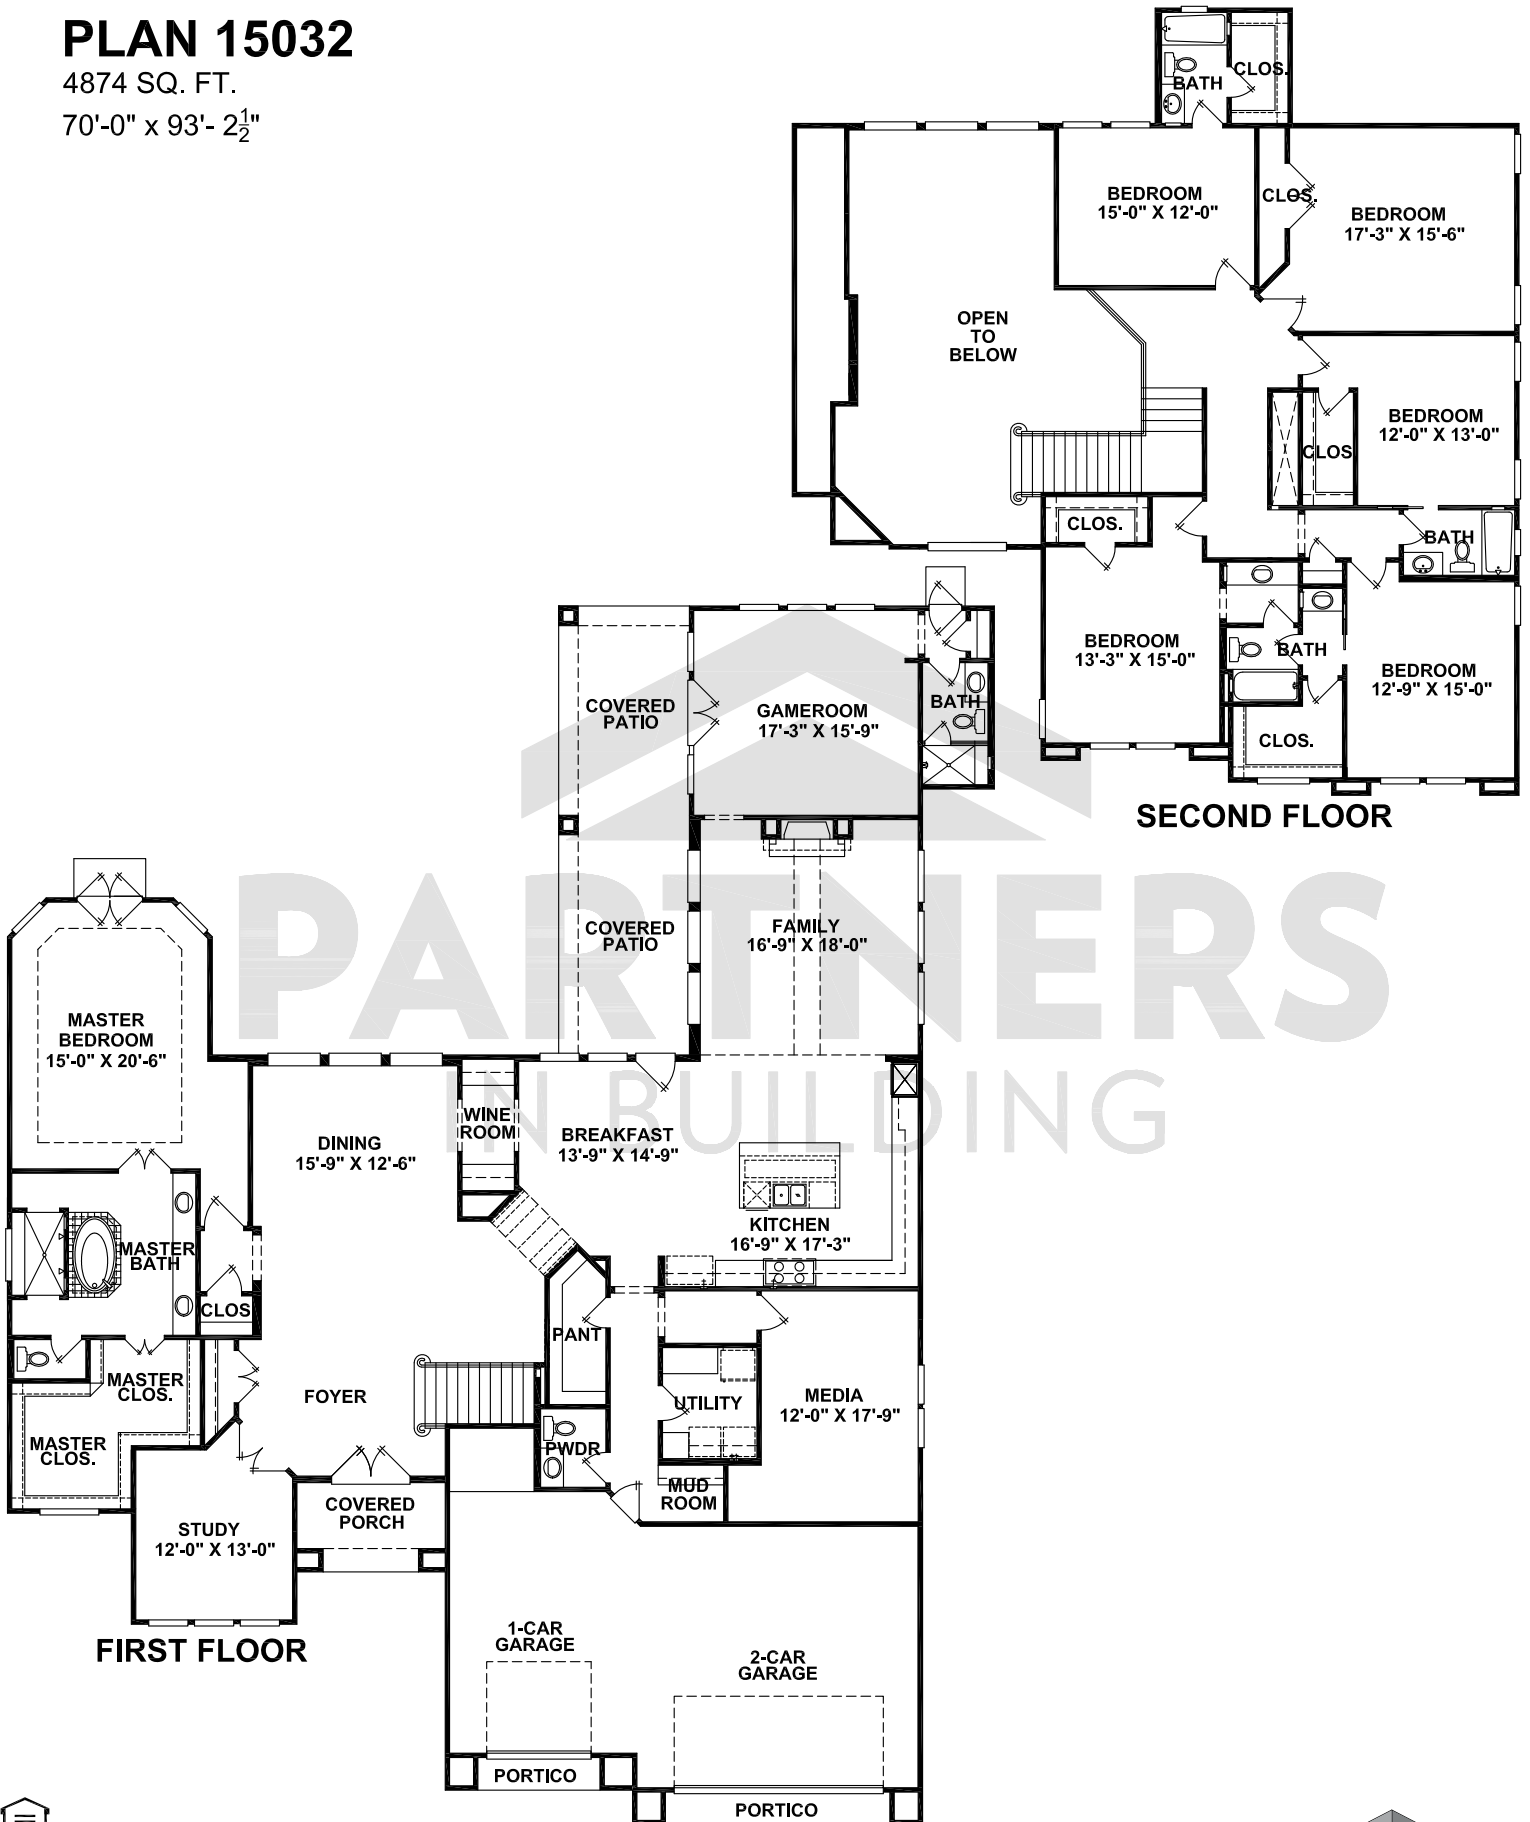 PLAN 15032
4874 SQ. FT.
70'-0" x 93'- 2½"
BATH
CLOS.
BEDROOM
15'-0" X 12'-0"
CLOS.
BEDROOM
17'-3" X 15'-6"
OPEN
TO
BELOW
BEDROOM
12'-0" X 13'-0"
CLOS
CLOS.
BATH
BEDROOM
13'-3" X 15'-0"
BATH
BEDROOM
12'-9" X 15'-0"
CLOS.
SECOND FLOOR
COVERED
PATIO
GAMEROOM
17'-3" X 15'-9"
BATH
PARTNERS
IN BUILDING
COVERED
PATIO
FAMILY
16'-9" X 18'-0"
MASTER
BEDROOM
15'-0" X 20'-6"
DINING
15'-9" X 12'-6"
WINE
ROOM
BREAKFAST
13'-9" X 14'-9"
KITCHEN
16'-9" X 17'-3"
MASTER
BATH
CLOS
PANT
MASTER
CLOS.
FOYER
UTILITY
MEDIA
12'-0" X 17'-9"
MASTER
CLOS.
PWDR
MUD
ROOM
COVERED
PORCH
STUDY
12'-0" X 13'-0"
FIRST FLOOR
1-CAR
GARAGE
2-CAR
GARAGE
PORTICO
PORTICO